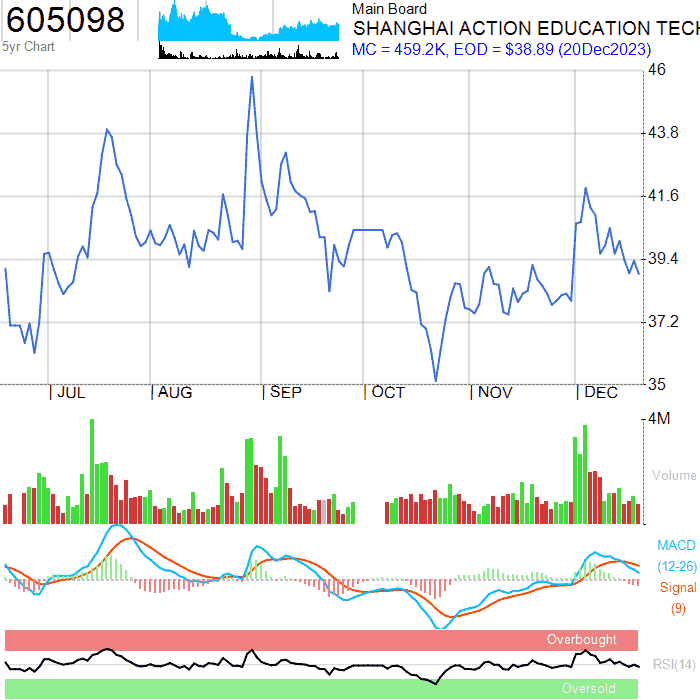 605098
5yr Chart
Main Board
SHANGHAI ACTION EDUCATION TECH
MC = 459.2K, EOD = $38.89 (20Dec2023)
46
43.8
41.6
39.4
37.2
35
JUL
AUG
SEP
OCT
NOV
DEC
4M
Volume
MACD
(12-26)
Signal
(9)
Overbought
RSI(14)
Oversold